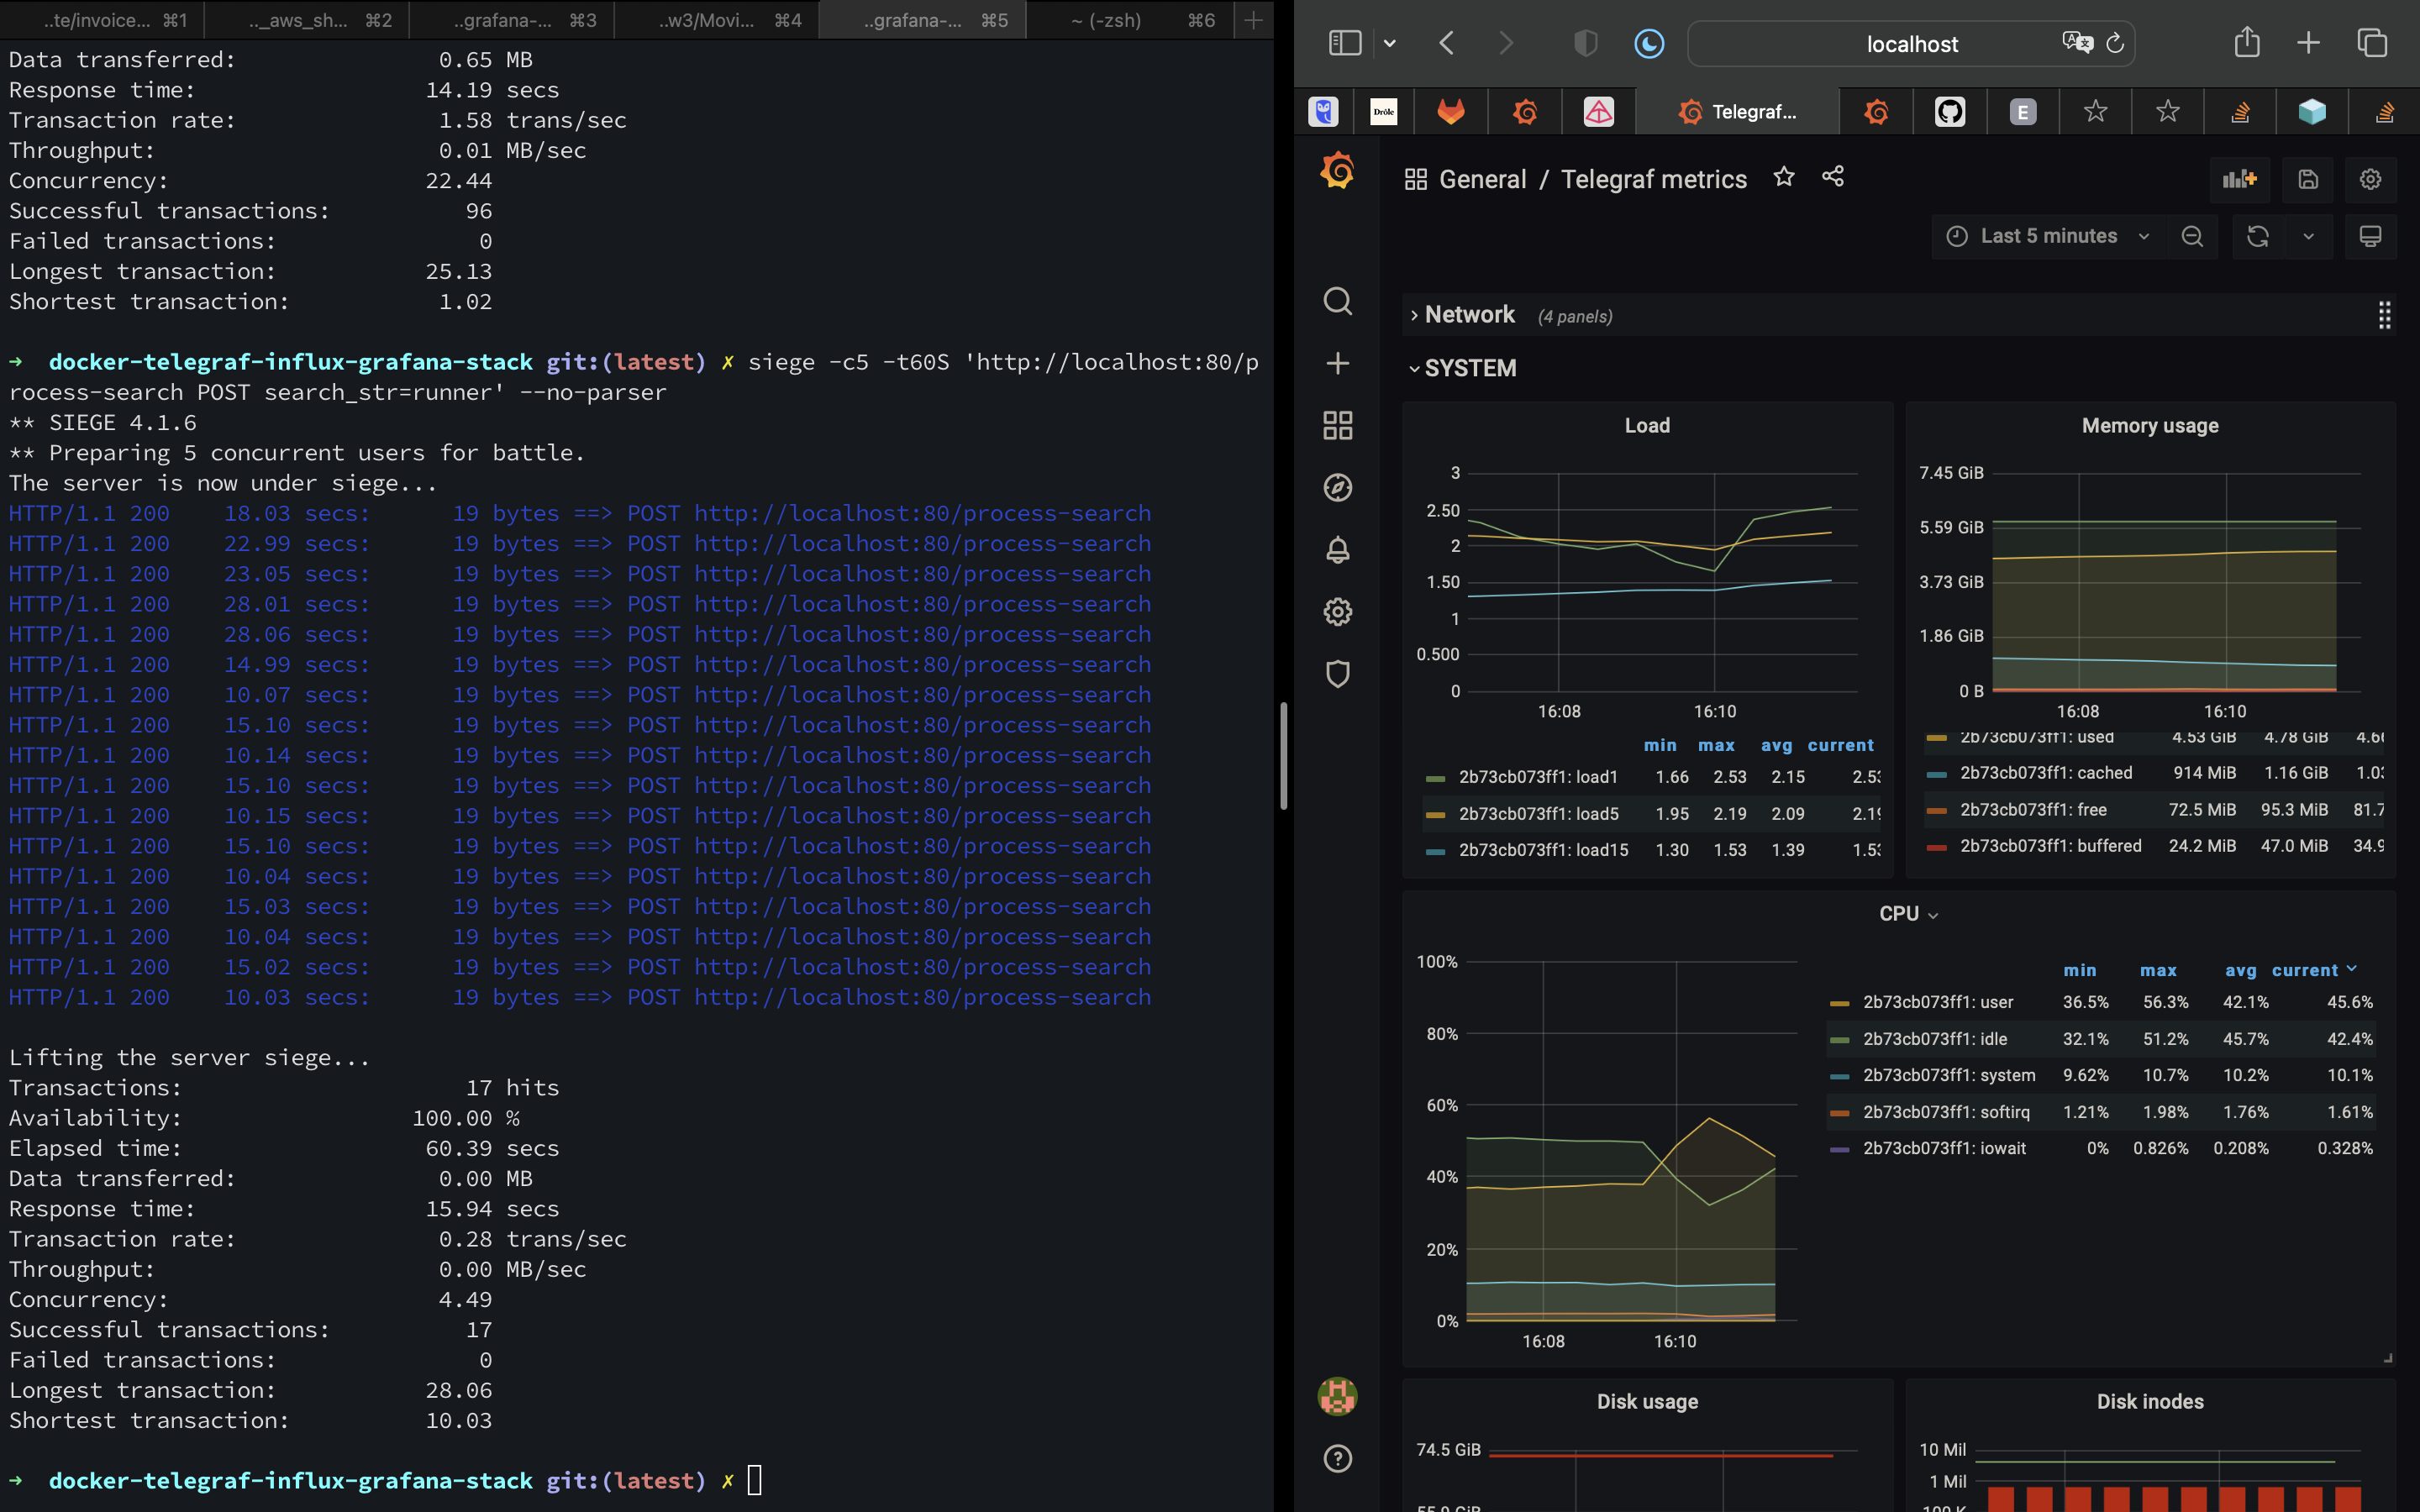 ..te/invoice... ⌘1 .._aws_sh... ⌘2 ..grafana-... ⌘3 ..w3/Movi... ⌘4 ..grafana-... ⌘5 ~ (-zsh) ⌘6
Data transferred: 0.65 MB
Response time: 14.19 secs
Transaction rate: 1.58 trans/sec
Throughput: 0.01 MB/sec
Concurrency: 22.44
Successful transactions: 96
Failed transactions: 0
Longest transaction: 25.13
Shortest transaction: 1.02
➜ docker-telegraf-influx-grafana-stack git:(latest) ✗ siege -c5 -t60S 'http://localhost:80/p
rocess-search POST search_str=runner' --no-parser
** SIEGE 4.1.6
** Preparing 5 concurrent users for battle.
The server is now under siege...
HTTP/1.1 200 18.03 secs: 19 bytes ==> POST http://localhost:80/process-search
HTTP/1.1 200 22.99 secs: 19 bytes ==> POST http://localhost:80/process-search
HTTP/1.1 200 23.05 secs: 19 bytes ==> POST http://localhost:80/process-search
HTTP/1.1 200 28.01 secs: 19 bytes ==> POST http://localhost:80/process-search
HTTP/1.1 200 28.06 secs: 19 bytes ==> POST http://localhost:80/process-search
HTTP/1.1 200 14.99 secs: 19 bytes ==> POST http://localhost:80/process-search
HTTP/1.1 200 10.07 secs: 19 bytes ==> POST http://localhost:80/process-search
HTTP/1.1 200 15.10 secs: 19 bytes ==> POST http://localhost:80/process-search
HTTP/1.1 200 10.14 secs: 19 bytes ==> POST http://localhost:80/process-search
HTTP/1.1 200 15.10 secs: 19 bytes ==> POST http://localhost:80/process-search
HTTP/1.1 200 10.15 secs: 19 bytes ==> POST http://localhost:80/process-search
HTTP/1.1 200 15.10 secs: 19 bytes ==> POST http://localhost:80/process-search
HTTP/1.1 200 10.04 secs: 19 bytes ==> POST http://localhost:80/process-search
HTTP/1.1 200 15.03 secs: 19 bytes ==> POST http://localhost:80/process-search
HTTP/1.1 200 10.04 secs: 19 bytes ==> POST http://localhost:80/process-search
HTTP/1.1 200 15.02 secs: 19 bytes ==> POST http://localhost:80/process-search
HTTP/1.1 200 10.03 secs: 19 bytes ==> POST http://localhost:80/process-search
Lifting the server siege...
Transactions: 17 hits
Availability: 100.00 %
Elapsed time: 60.39 secs
Data transferred: 0.00 MB
Response time: 15.94 secs
Transaction rate: 0.28 trans/sec
Throughput: 0.00 MB/sec
Concurrency: 4.49
Successful transactions: 17
Failed transactions: 0
Longest transaction: 28.06
Shortest transaction: 10.03
➜ docker-telegraf-influx-grafana-stack git:(latest) ✗
localhost
Drôle Telegraf... E
General / Telegraf metrics
Last 5 minutes
Network (4 panels)
SYSTEM
Load
3
2.50
2
1.50
1
0.500
0
16:08 16:10
min max avg current
2b73cb073ff1: load1 1.66 2.53 2.15 2.53
2b73cb073ff1: load5 1.95 2.19 2.09 2.19
2b73cb073ff1: load15 1.30 1.53 1.39 1.53
Memory usage
7.45 GiB
5.59 GiB
3.73 GiB
1.86 GiB
0 B
16:08 16:10
2b73cb073ff1: used 4.53 GiB 4.78 GiB
2b73cb073ff1: cached 914 MiB 1.16 GiB
2b73cb073ff1: free 72.5 MiB 95.3 MiB 81.7
2b73cb073ff1: buffered 24.2 MiB 47.0 MiB 34.9
CPU
100%
80%
60%
40%
20%
0%
16:08 16:10
min max avg current
2b73cb073ff1: user 36.5% 56.3% 42.1% 45.6%
2b73cb073ff1: idle 32.1% 51.2% 45.7% 42.4%
2b73cb073ff1: system 9.62% 10.7% 10.2% 10.1%
2b73cb073ff1: softirq 1.21% 1.98% 1.76% 1.61%
2b73cb073ff1: iowait 0% 0.826% 0.208% 0.328%
Disk usage
74.5 GiB
Disk inodes
10 Mil
1 Mil